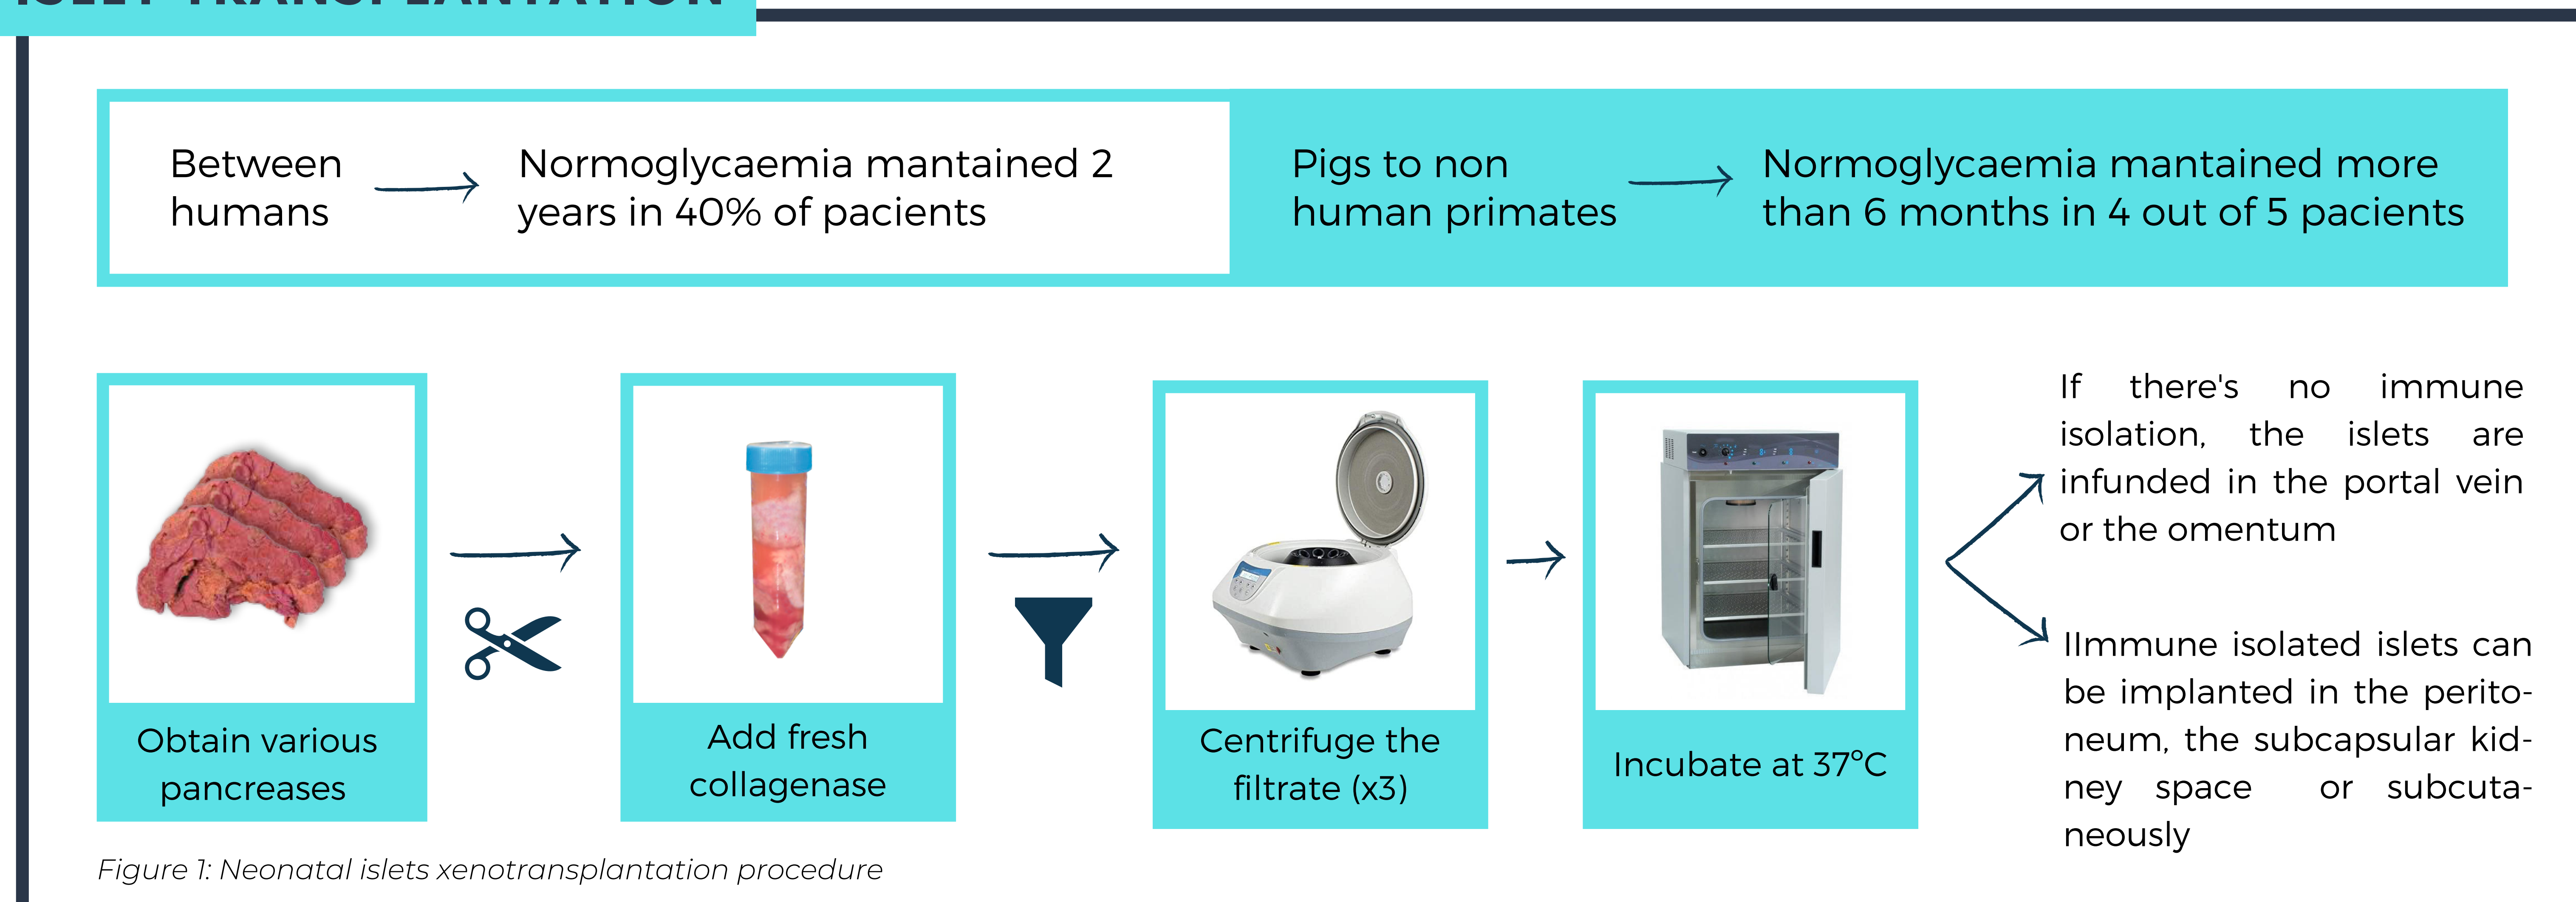 ISLET TRANSPLANTATION
Between
humans
Normoglycaemia mantained 2
years in 40% of pacients
Pigs to non
human primates
Normoglycaemia mantained more
than 6 months in 4 out of 5 pacients
Obtain various
pancreases
Add fresh
collagenase
Centrifuge the
filtrate (x3)
Incubate at 37ºC
If there's no immune
isolation, the islets are
infunded in the portal vein
or the omentum
IImmune isolated islets can
be implanted in the perito-
neum, the subcapsular kid-
ney space or subcuta-
neously
Figure 1: Neonatal islets xenotransplantation procedure